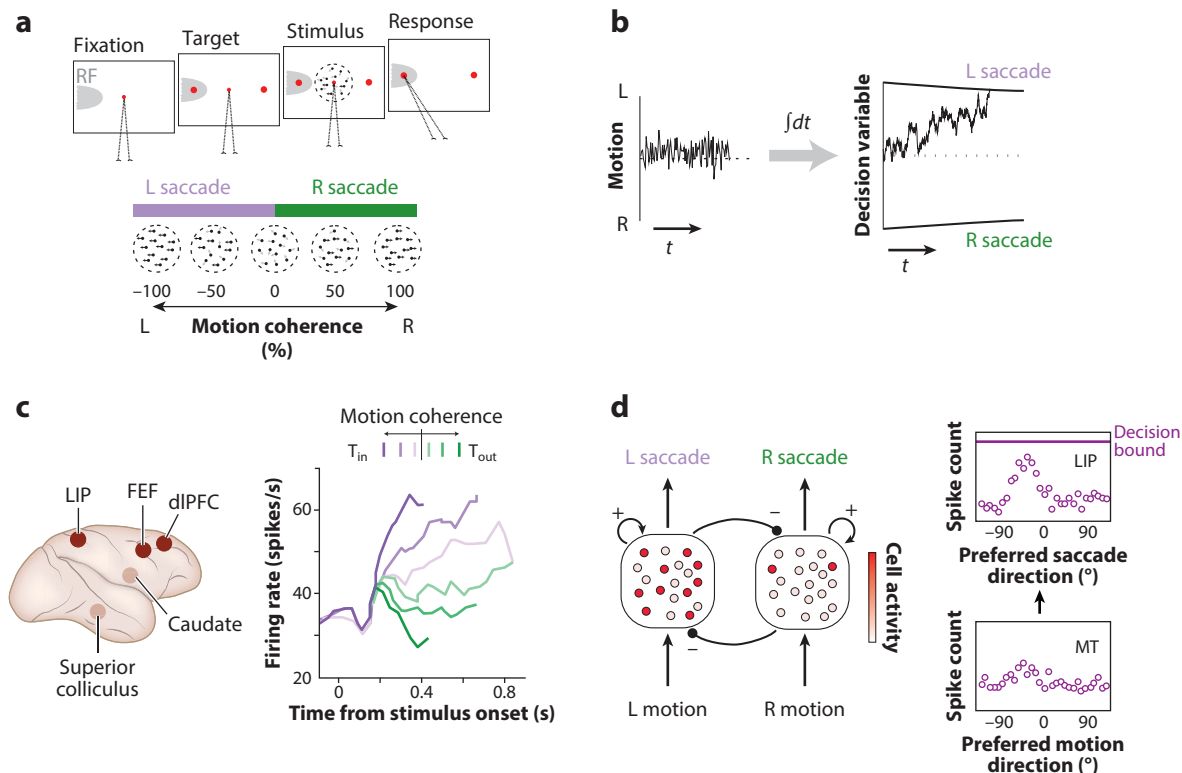 a
Fixation
Target
Stimulus
Response
RF
L saccade
R saccade
−100
−50
0
50
100
L
Motion coherence
(%)
R
b
L
Motion
R
t
∫dt
Decision variable
L saccade
R saccade
t
c
LIP
FEF
dlPFC
Caudate
Superior
colliculus
Motion coherence
Tin
Tout
Firing rate (spikes/s)
60
40
20
0
0.4
0.8
Time from stimulus onset (s)
d
L saccade
R saccade
+
−
+
−
Cell activity
L motion
R motion
Spike count
Decision
bound
LIP
−90
0
90
Preferred saccade
direction (°)
Spike count
MT
−90
0
90
Preferred motion
direction (°)